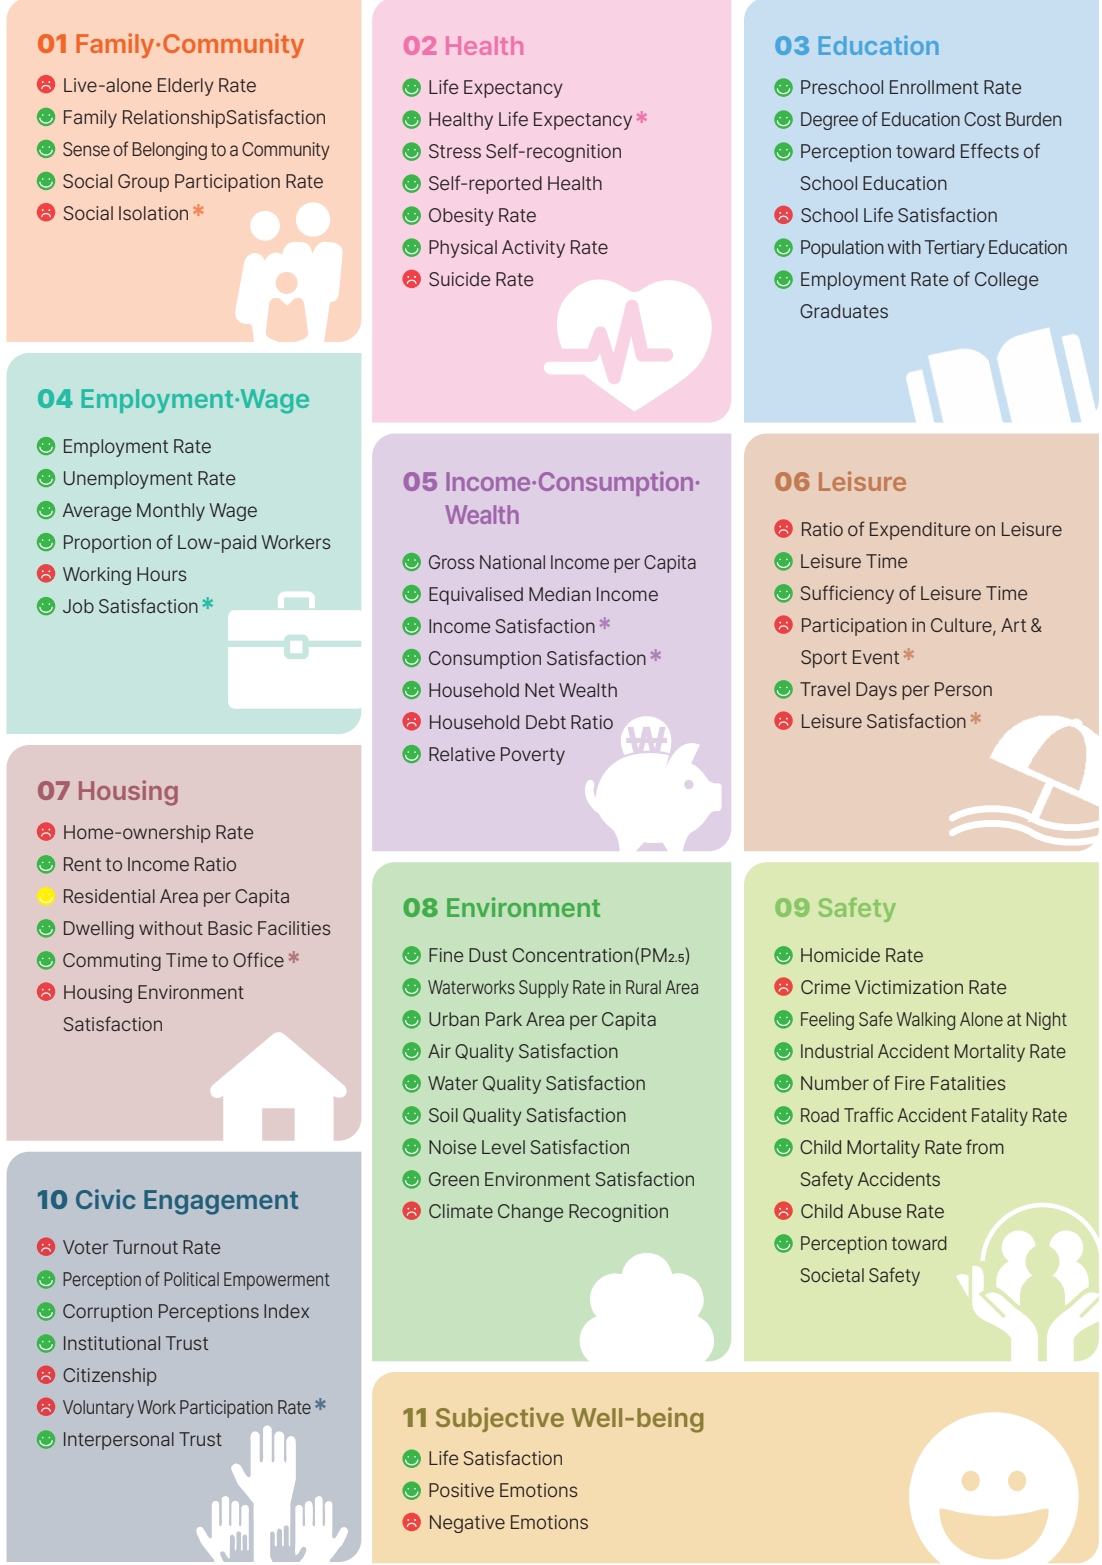 01 Family·Community
Live-alone Elderly Rate
Family RelationshipSatisfaction
Sense of Belonging to a Community
Social Group Participation Rate
Social Isolation *
02 Health
Life Expectancy
Healthy Life Expectancy *
Stress Self-recognition
Self-reported Health
Obesity Rate
Physical Activity Rate
Suicide Rate
03 Education
Preschool Enrollment Rate
Degree of Education Cost Burden
Perception toward Effects of
School Education
School Life Satisfaction
Population with Tertiary Education
Employment Rate of College
Graduates
04 Employment·Wage
Employment Rate
Unemployment Rate
Average Monthly Wage
Proportion of Low-paid Workers
Working Hours
Job Satisfaction *
05 Income·Consumption·
Wealth
Gross National Income per Capita
Equivalised Median Income
Income Satisfaction *
Consumption Satisfaction *
Household Net Wealth
Household Debt Ratio
Relative Poverty
₩
06 Leisure
Ratio of Expenditure on Leisure
Leisure Time
Sufficiency of Leisure Time
Participation in Culture, Art &
Sport Event *
Travel Days per Person
Leisure Satisfaction *
07 Housing
Home-ownership Rate
Rent to Income Ratio
Residential Area per Capita
Dwelling without Basic Facilities
Commuting Time to Office *
Housing Environment
Satisfaction
08 Environment
Fine Dust Concentration(PM2.5)
Waterworks Supply Rate in Rural Area
Urban Park Area per Capita
Air Quality Satisfaction
Water Quality Satisfaction
Soil Quality Satisfaction
Noise Level Satisfaction
Green Environment Satisfaction
Climate Change Recognition
09 Safety
Homicide Rate
Crime Victimization Rate
Feeling Safe Walking Alone at Night
Industrial Accident Mortality Rate
Number of Fire Fatalities
Road Traffic Accident Fatality Rate
Child Mortality Rate from
Safety Accidents
Child Abuse Rate
Perception toward
Societal Safety
10 Civic Engagement
Voter Turnout Rate
Perception of Political Empowerment
Corruption Perceptions Index
Institutional Trust
Citizenship
Voluntary Work Participation Rate *
Interpersonal Trust
11 Subjective Well-being
Life Satisfaction
Positive Emotions
Negative Emotions